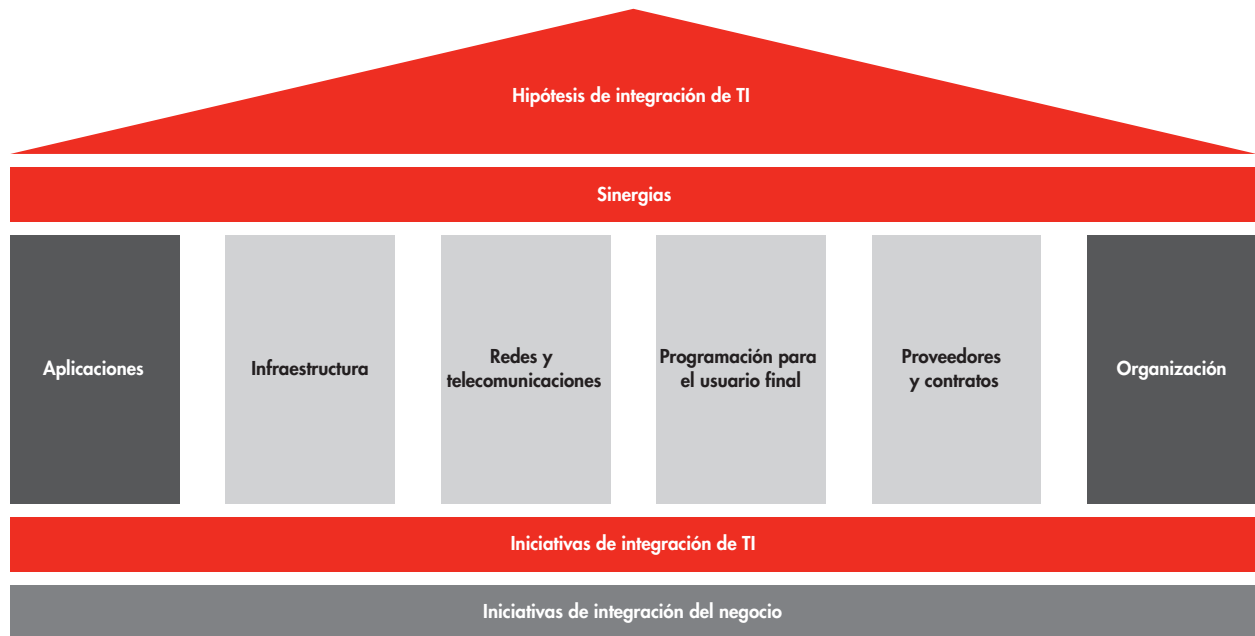 Hipótesis de integración de TI
Sinergias
Aplicaciones
Infraestructura
Redes y
telecomunicaciones
Programación para
el usuario final
Proveedores
y contratos
Organización
Iniciativas de integración de TI
Iniciativas de integración del negocio